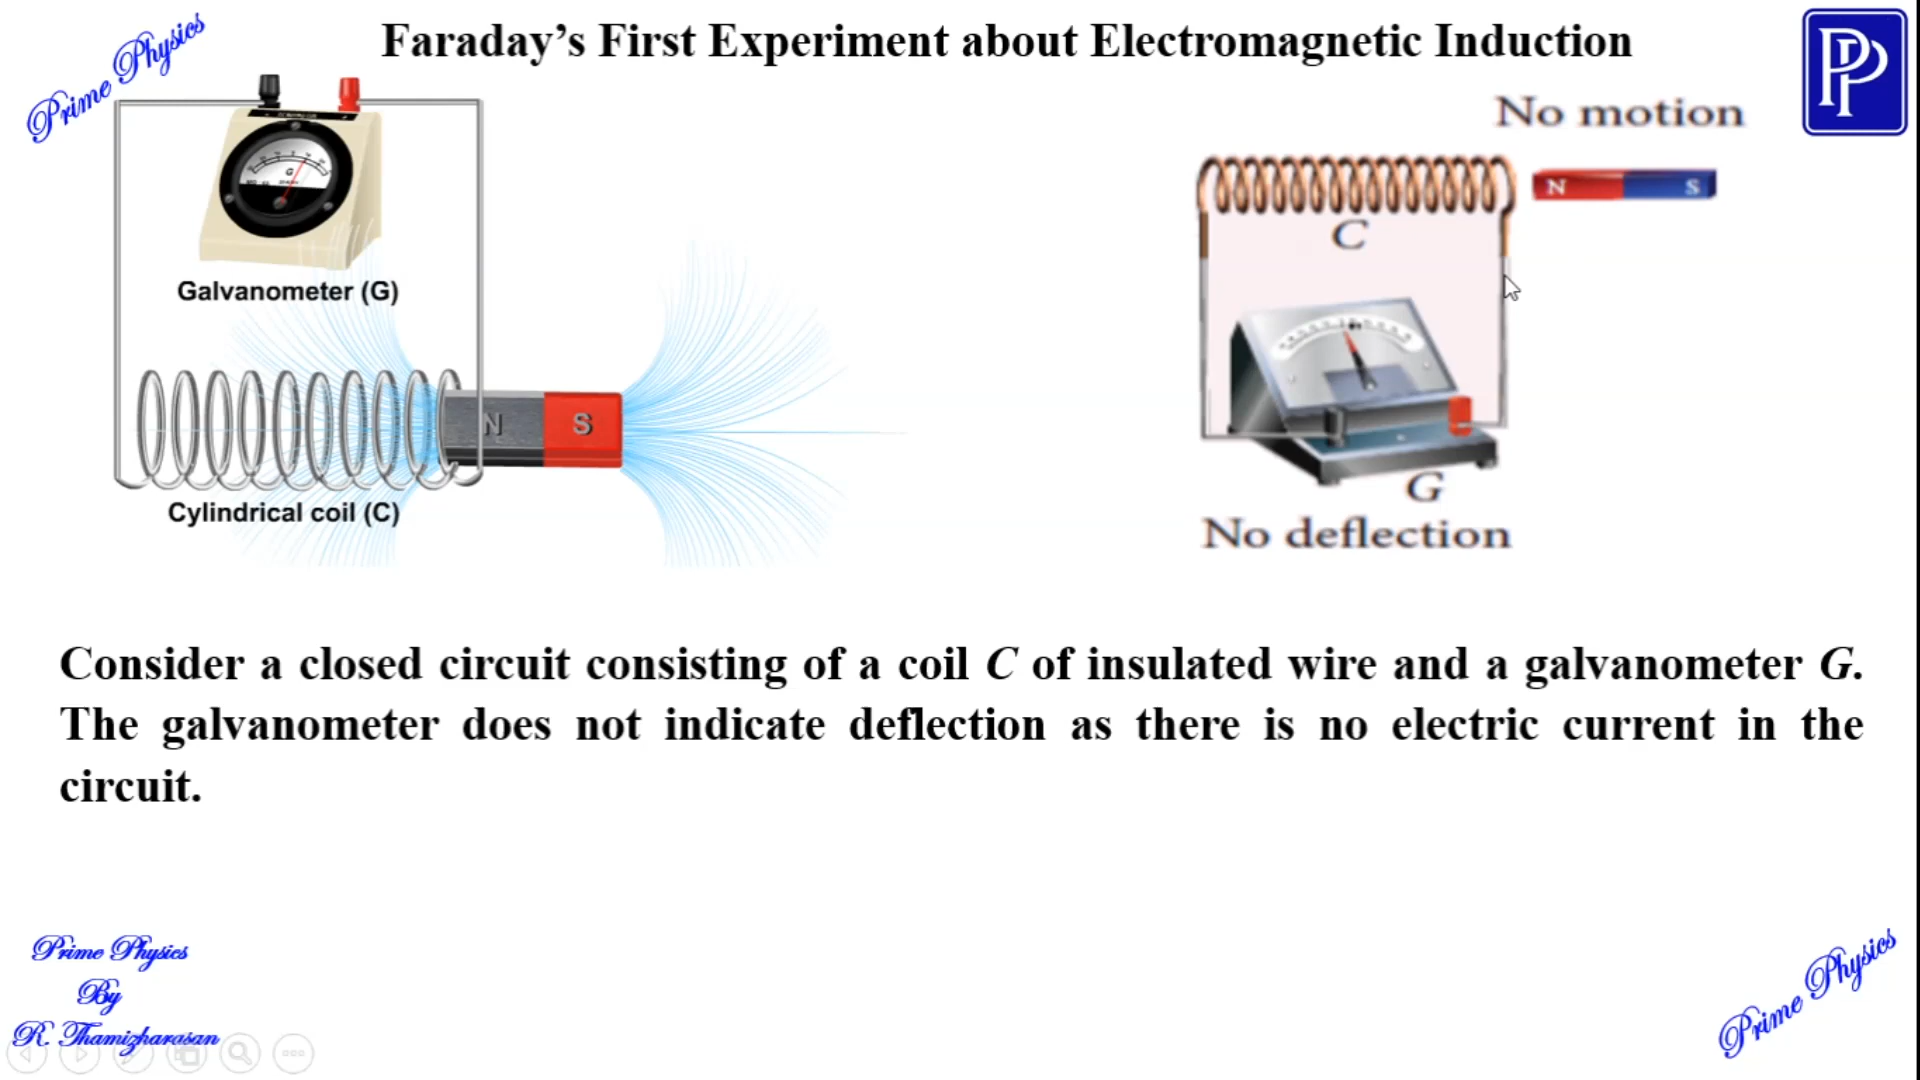 Prime Physics
Faraday’s First Experiment about Electromagnetic Induction
PP
No motion
N S
C
G
Galvanometer (G)
N S
Cylindrical coil (C)
G
No deflection
Consider a closed circuit consisting of a coil C of insulated wire and a galvanometer G.
The galvanometer does not indicate deflection as there is no electric current in the
circuit.
Prime Physics
By
R. Thamizharasan
Prime Physics